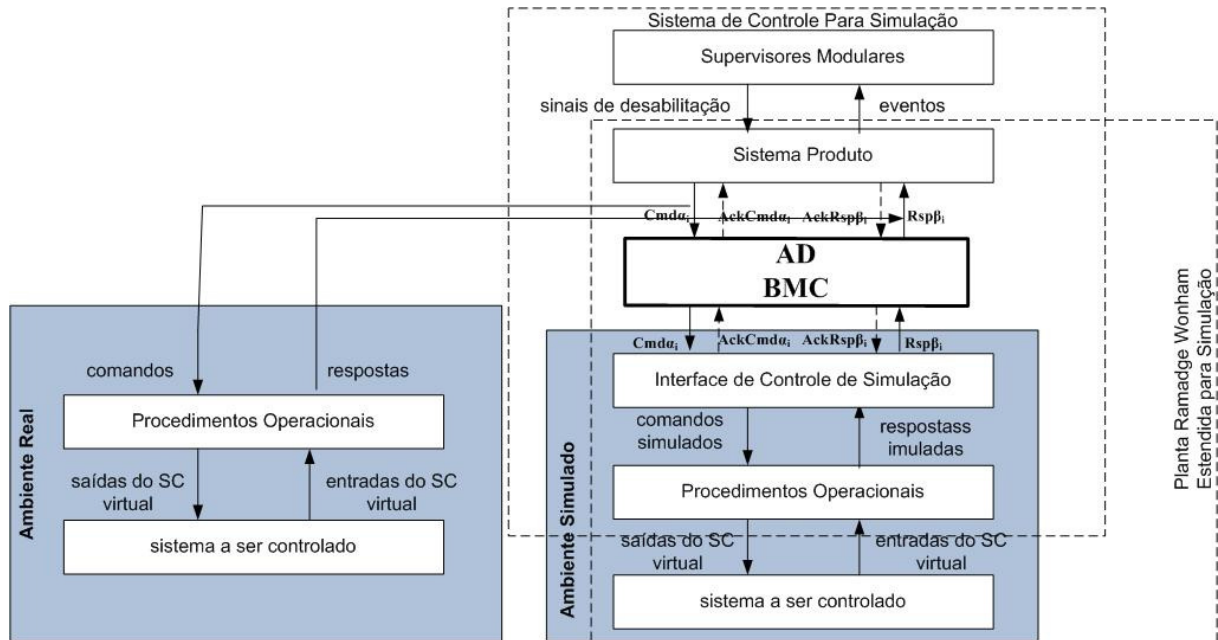 Sistema de Controle Para Simulação
Supervisores Modulares
sinais de desabilitação
eventos
Sistema Produto
Cmdαi
AckCmdαi
AckRspβi
Rspβi
AD
BMC
Cmdαi
AckCmdαi
AckRspβi
Rspβi
Interface de Controle de Simulação
comandos
simulados
respostass
imuladas
Procedimentos Operacionais
saídas do SC
virtual
entradas do SC
virtual
sistema a ser controlado
Ambiente Simulado
Planta Ramadge Wonham
Estendida para Simulação
comandos
respostas
Procedimentos Operacionais
saídas do SC
virtual
entradas do SC
virtual
sistema a ser controlado
Ambiente Real